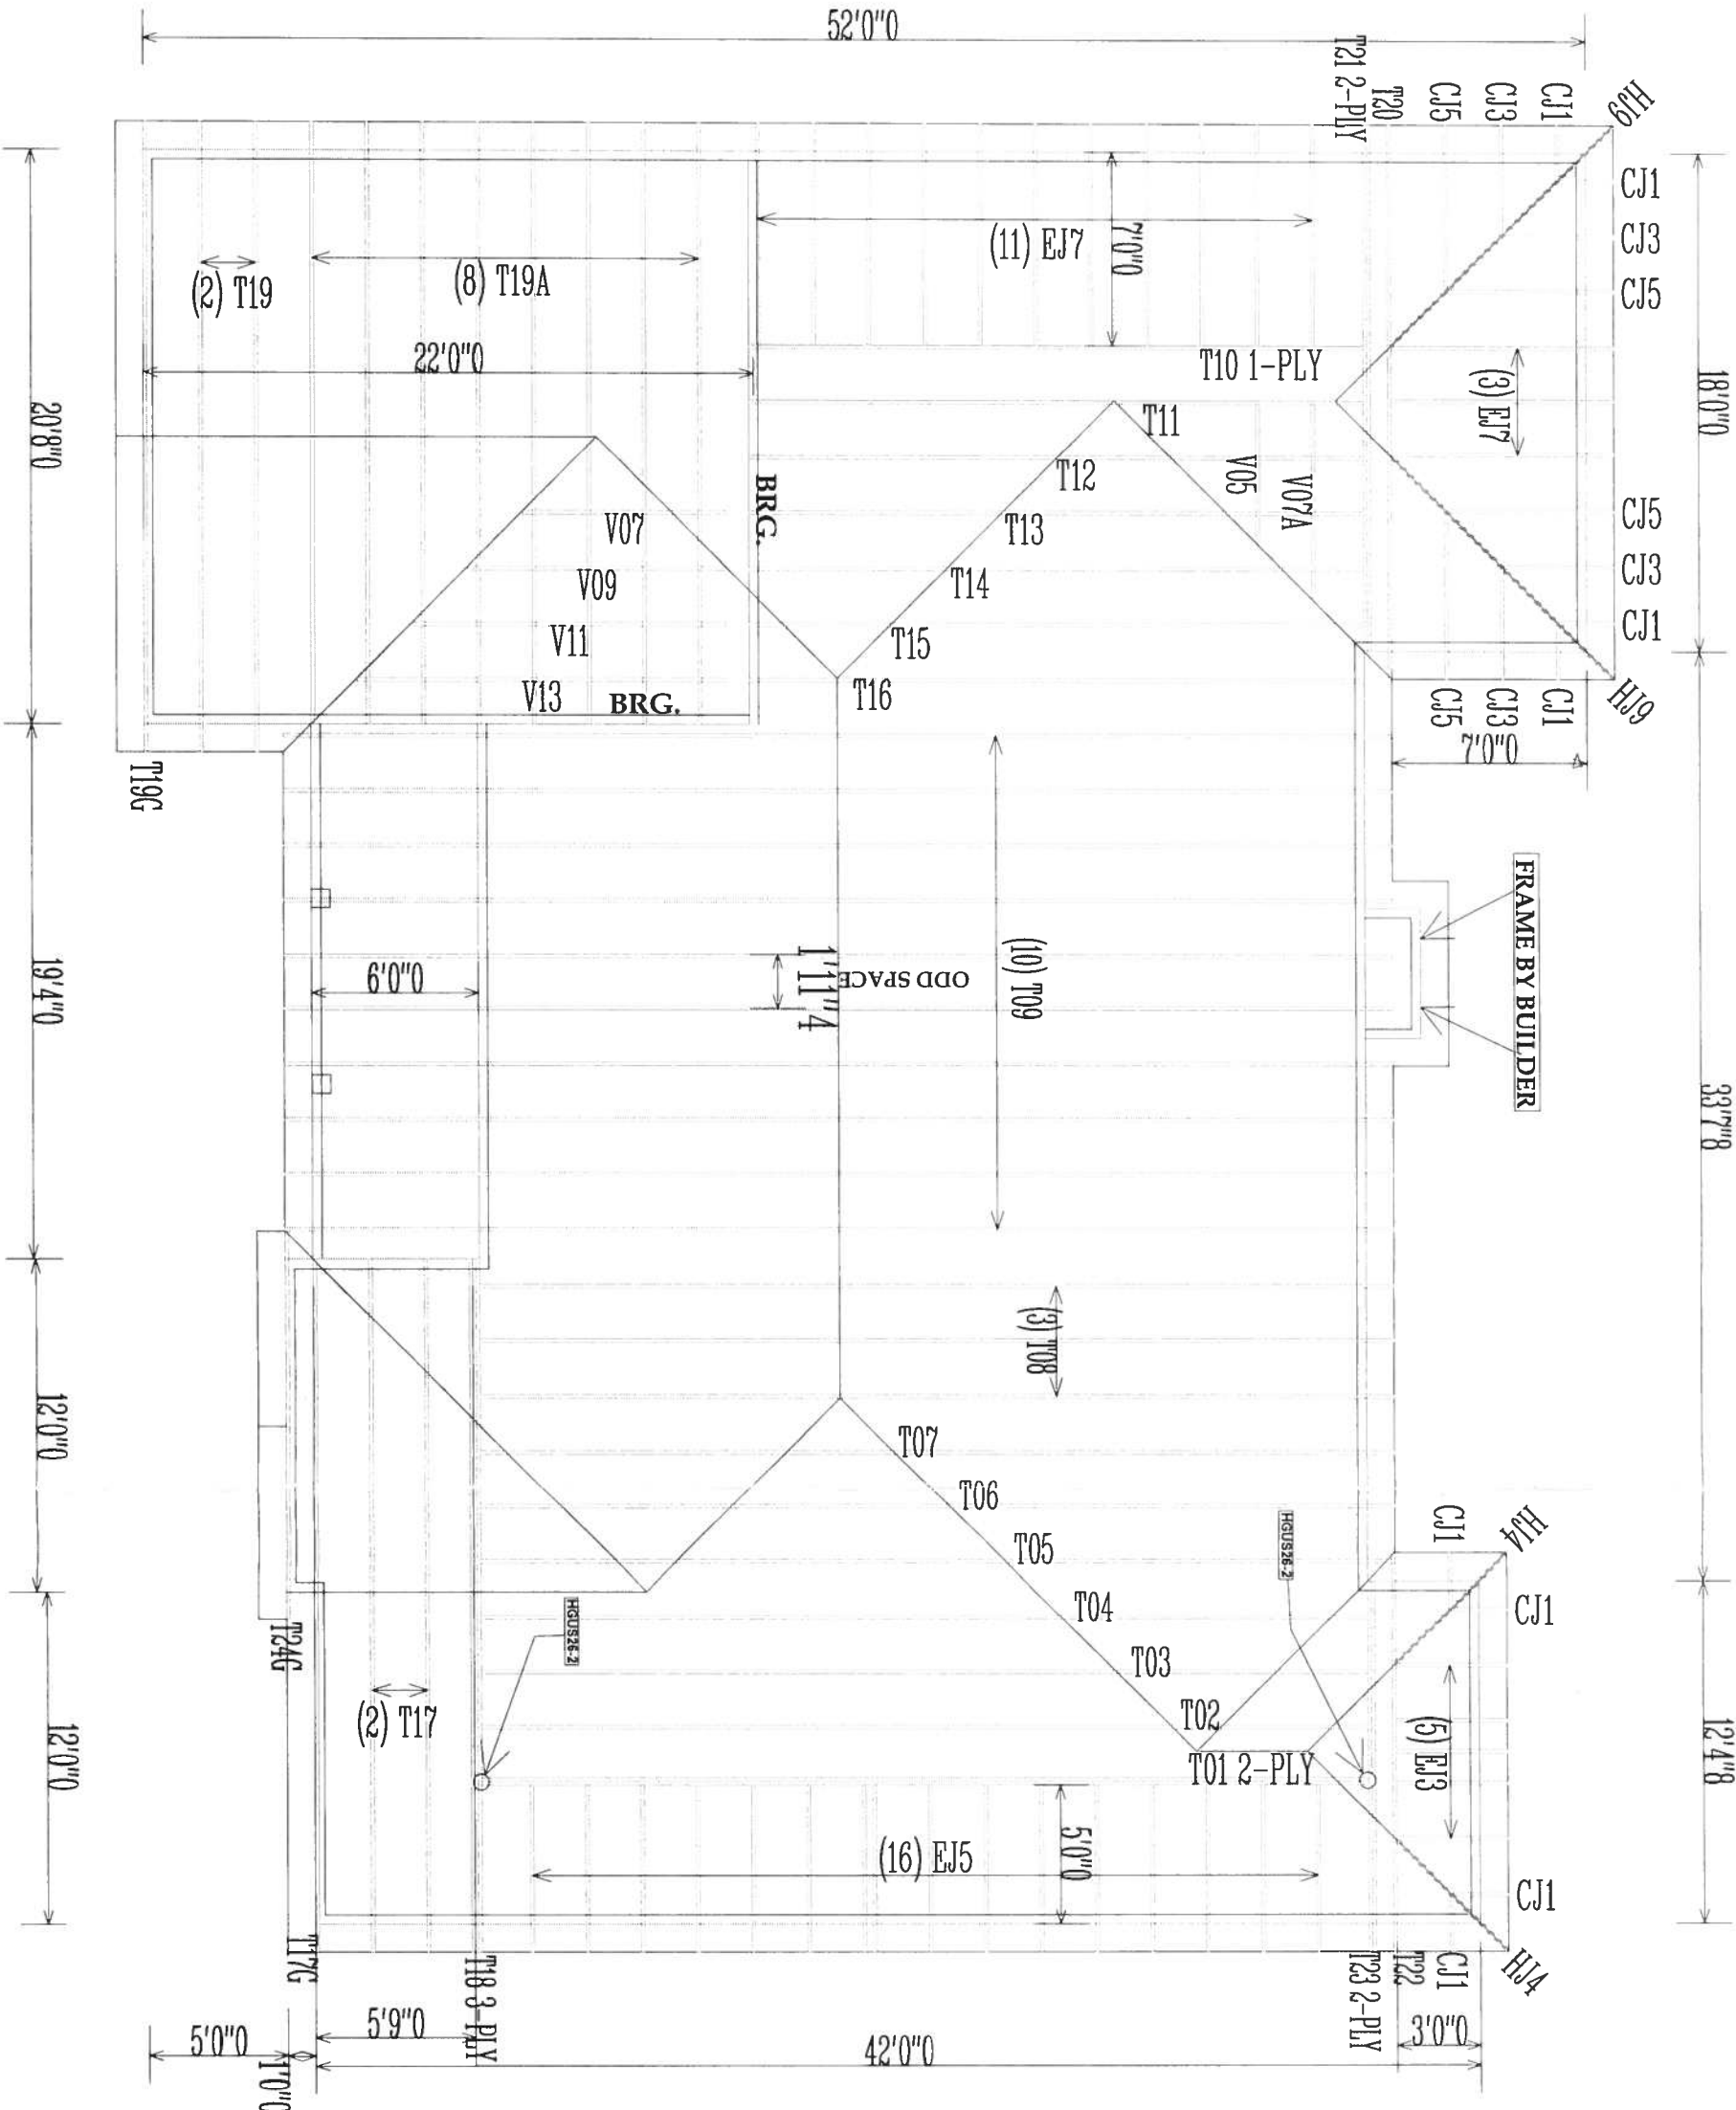 52'0"0
T21 2-PLY
T20
CJ5
CJ3
CJ1
HJ9
CJ1
CJ3
CJ5
18'0"0
(3) EJ7
CJ5
CJ3
CJ1
HJ9
CJ1
CJ3
CJ5
7'0"0
(11) EJ7
7'0"0
(2) T19
(8) T19A
22'0"0
T10 1-PLY
20'8"0
T11
V05
V07A
T12
T13
T14
T15
T16
BRG.
V07
V09
V11
V13
BRG.
T19G
FRAME BY BUILDER
33'7"8
19'4"0
6'0"0
1'11"4
ODD SPACE
(10) T09
(3) T08
12'0"0
T07
T06
T05
T04
T03
T02
T01 2-PLY
HGUS26-2
HGUS26-2
CJ1
HJ4
CJ1
(5) EJ3
12'4"8
CJ1
HJ4
CJ1
T22
T23 2-PLY
3'0"0
T24G
(2) T17
12'0"0
(16) EJ5
5'0"0
T17G
T18 3-PLY
5'9"0
5'0"0
1'0"0
42'0"0